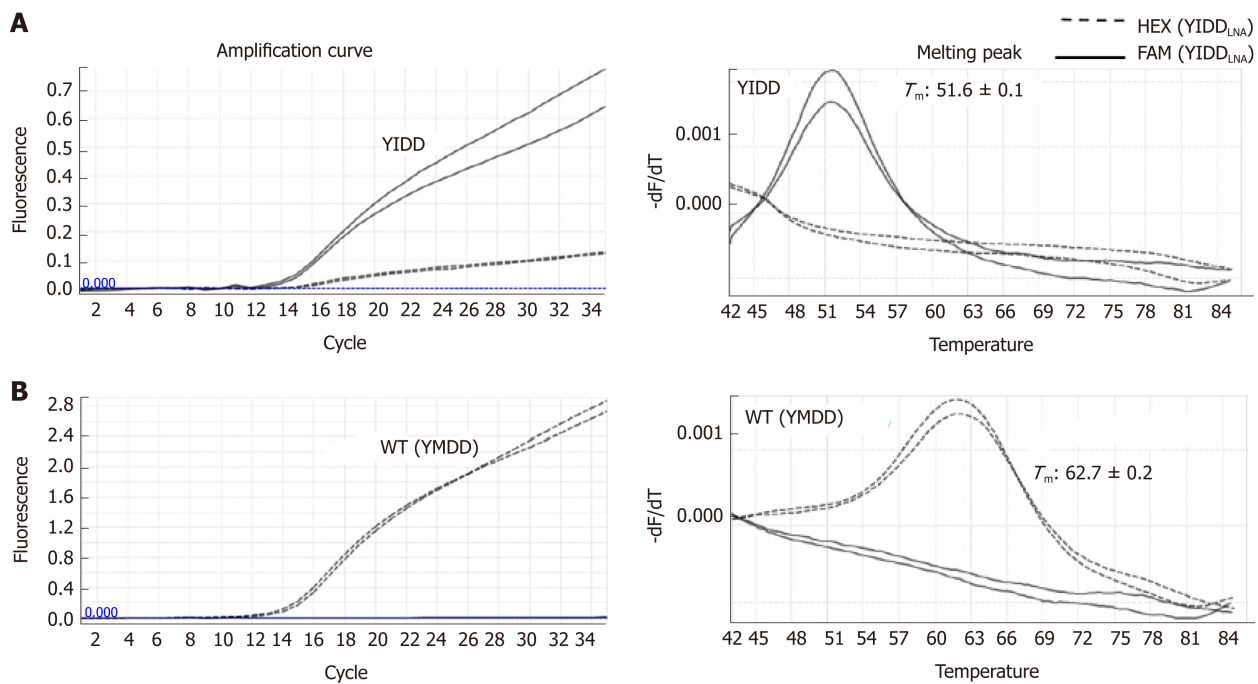 A
Amplification curve
Fluorescence
0.7
0.6
0.5
0.4
0.3
0.2
0.1
0.0
0.000
YIDD
2 4 6 8 10 12 14 16 18 20 22 24 26 28 30 32 34
Cycle
HEX (YIDD_LNA)
FAM (YIDD_LNA)
Melting peak
YIDD
T_m: 51.6 ± 0.1
-dF/dT
0.001
0.000
42 45 48 51 54 57 60 63 66 69 72 75 78 81 84
Temperature
B
Fluorescence
2.8
2.4
2.0
1.6
1.2
0.8
0.4
0.0
0.000
WT (YMDD)
2 4 6 8 10 12 14 16 18 20 22 24 26 28 30 32 34
Cycle
WT (YMDD)
T_m: 62.7 ± 0.2
-dF/dT
0.001
0.000
42 45 48 51 54 57 60 63 66 69 72 75 78 81 84
Temperature